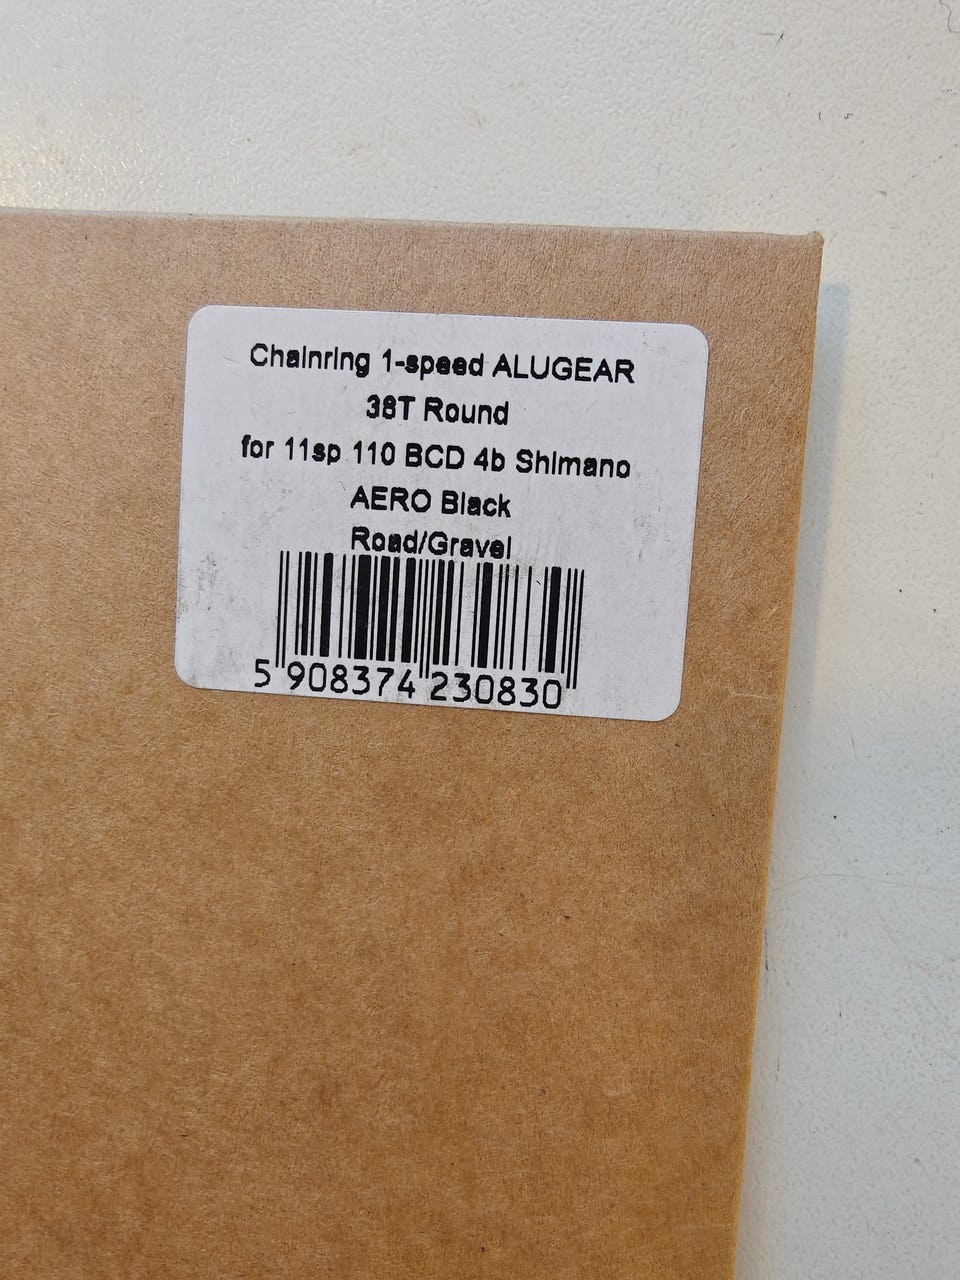 Chainring 1-speed ALUGEAR
38T Round
for 11sp 110 BCD 4b Shimano
AERO Black
Road/Gravel
5 908374 230830